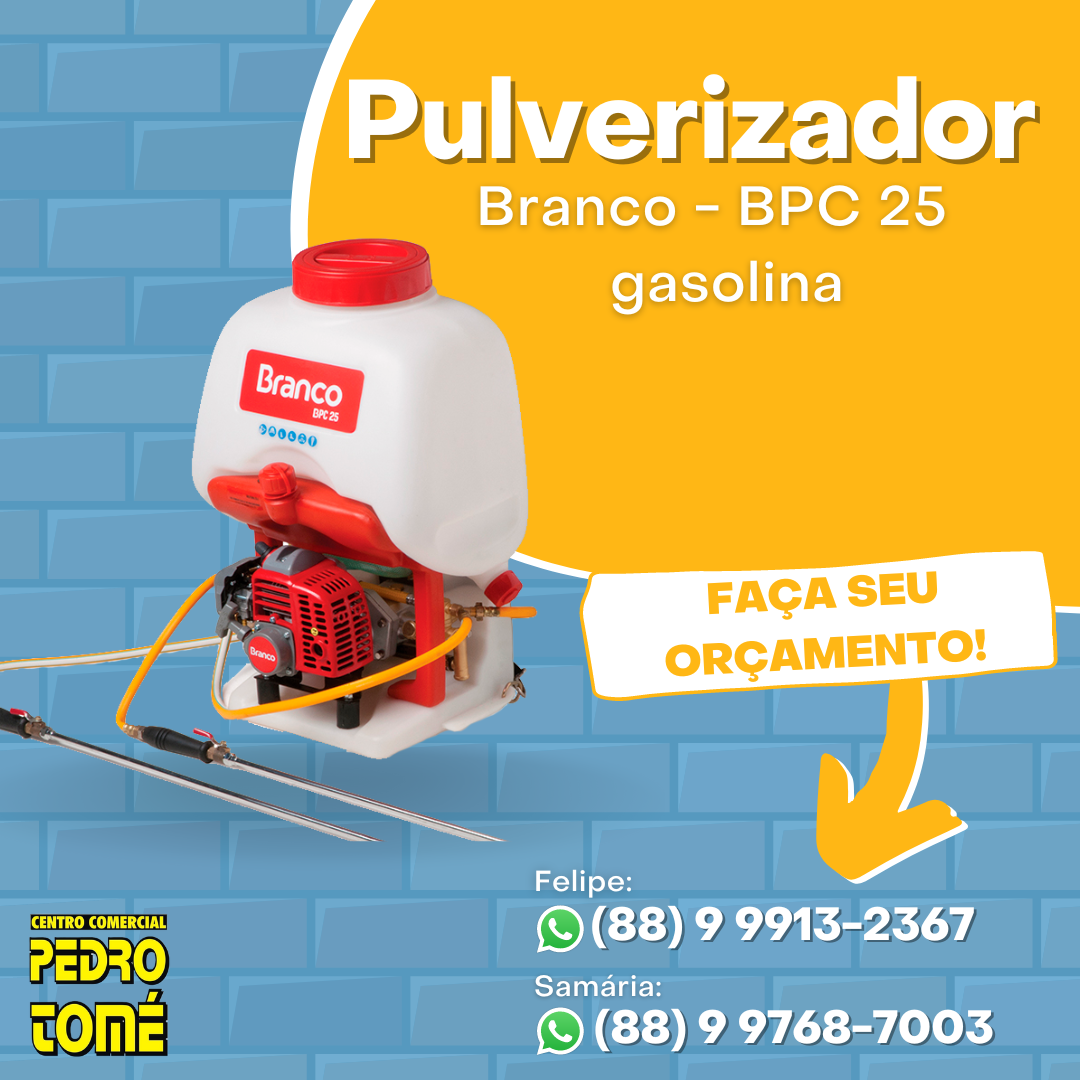 Pulverizador
Branco - BPC 25
gasolina
Branco
BPC 25
Branco
FAÇA SEU
ORÇAMENTO!
Felipe:
(88) 9 9913-2367
Samária:
(88) 9 9768-7003
CENTRO COMERCIAL
PEDRO
TOMÉ